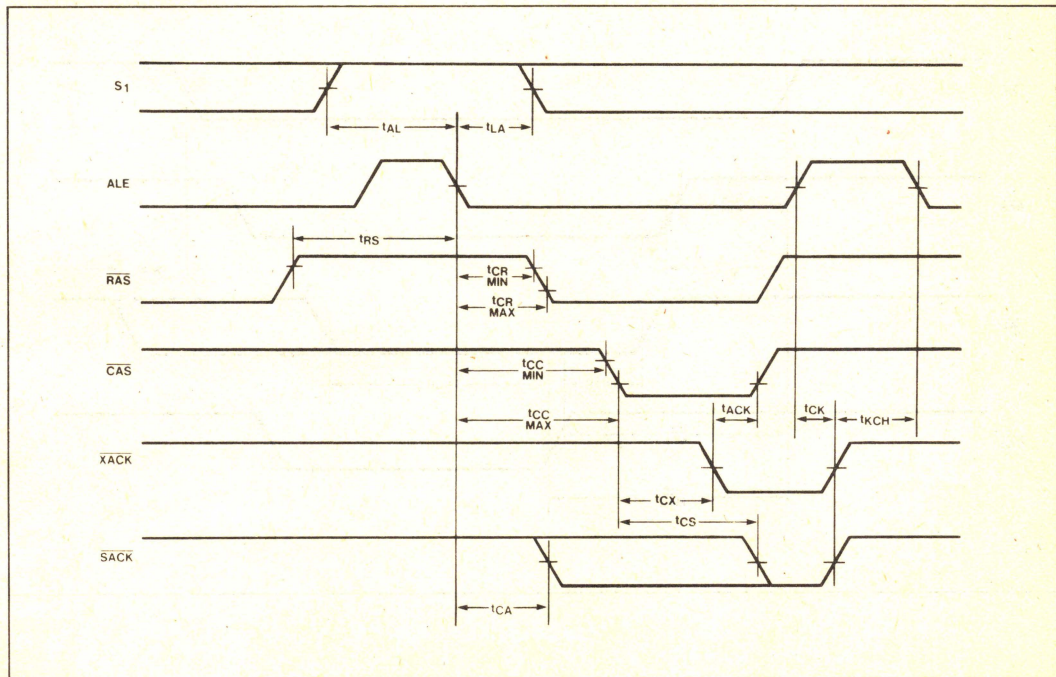 S1
tAL
tLA
ALE
tRS
RAS
tCR
MIN
tCR
MAX
CAS
tCC
MIN
tCC
MAX
tACK
tCK
tKCH
XACK
tCX
tCS
SACK
tCA